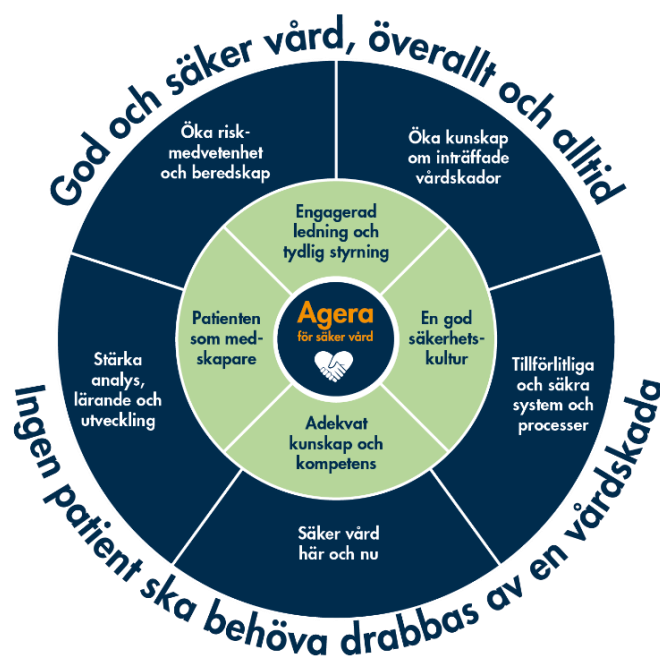 God och säker vård, överallt och alltid
Öka risk-
medvetenhet
och beredskap
Öka kunskap
om inträffade
vårdskador
Engagerad
ledning och
tydlig styrning
Patienten
som med-
skapare
Agera
för säker vård
En god
säkerhets-
kultur
Stärka
analys,
lärande och
utveckling
Tillförlitliga
och säkra
system och
processer
Adekvat
kunskap och
kompetens
Säker vård
här och nu
Ingen patient ska behöva drabbas av en vårdskada